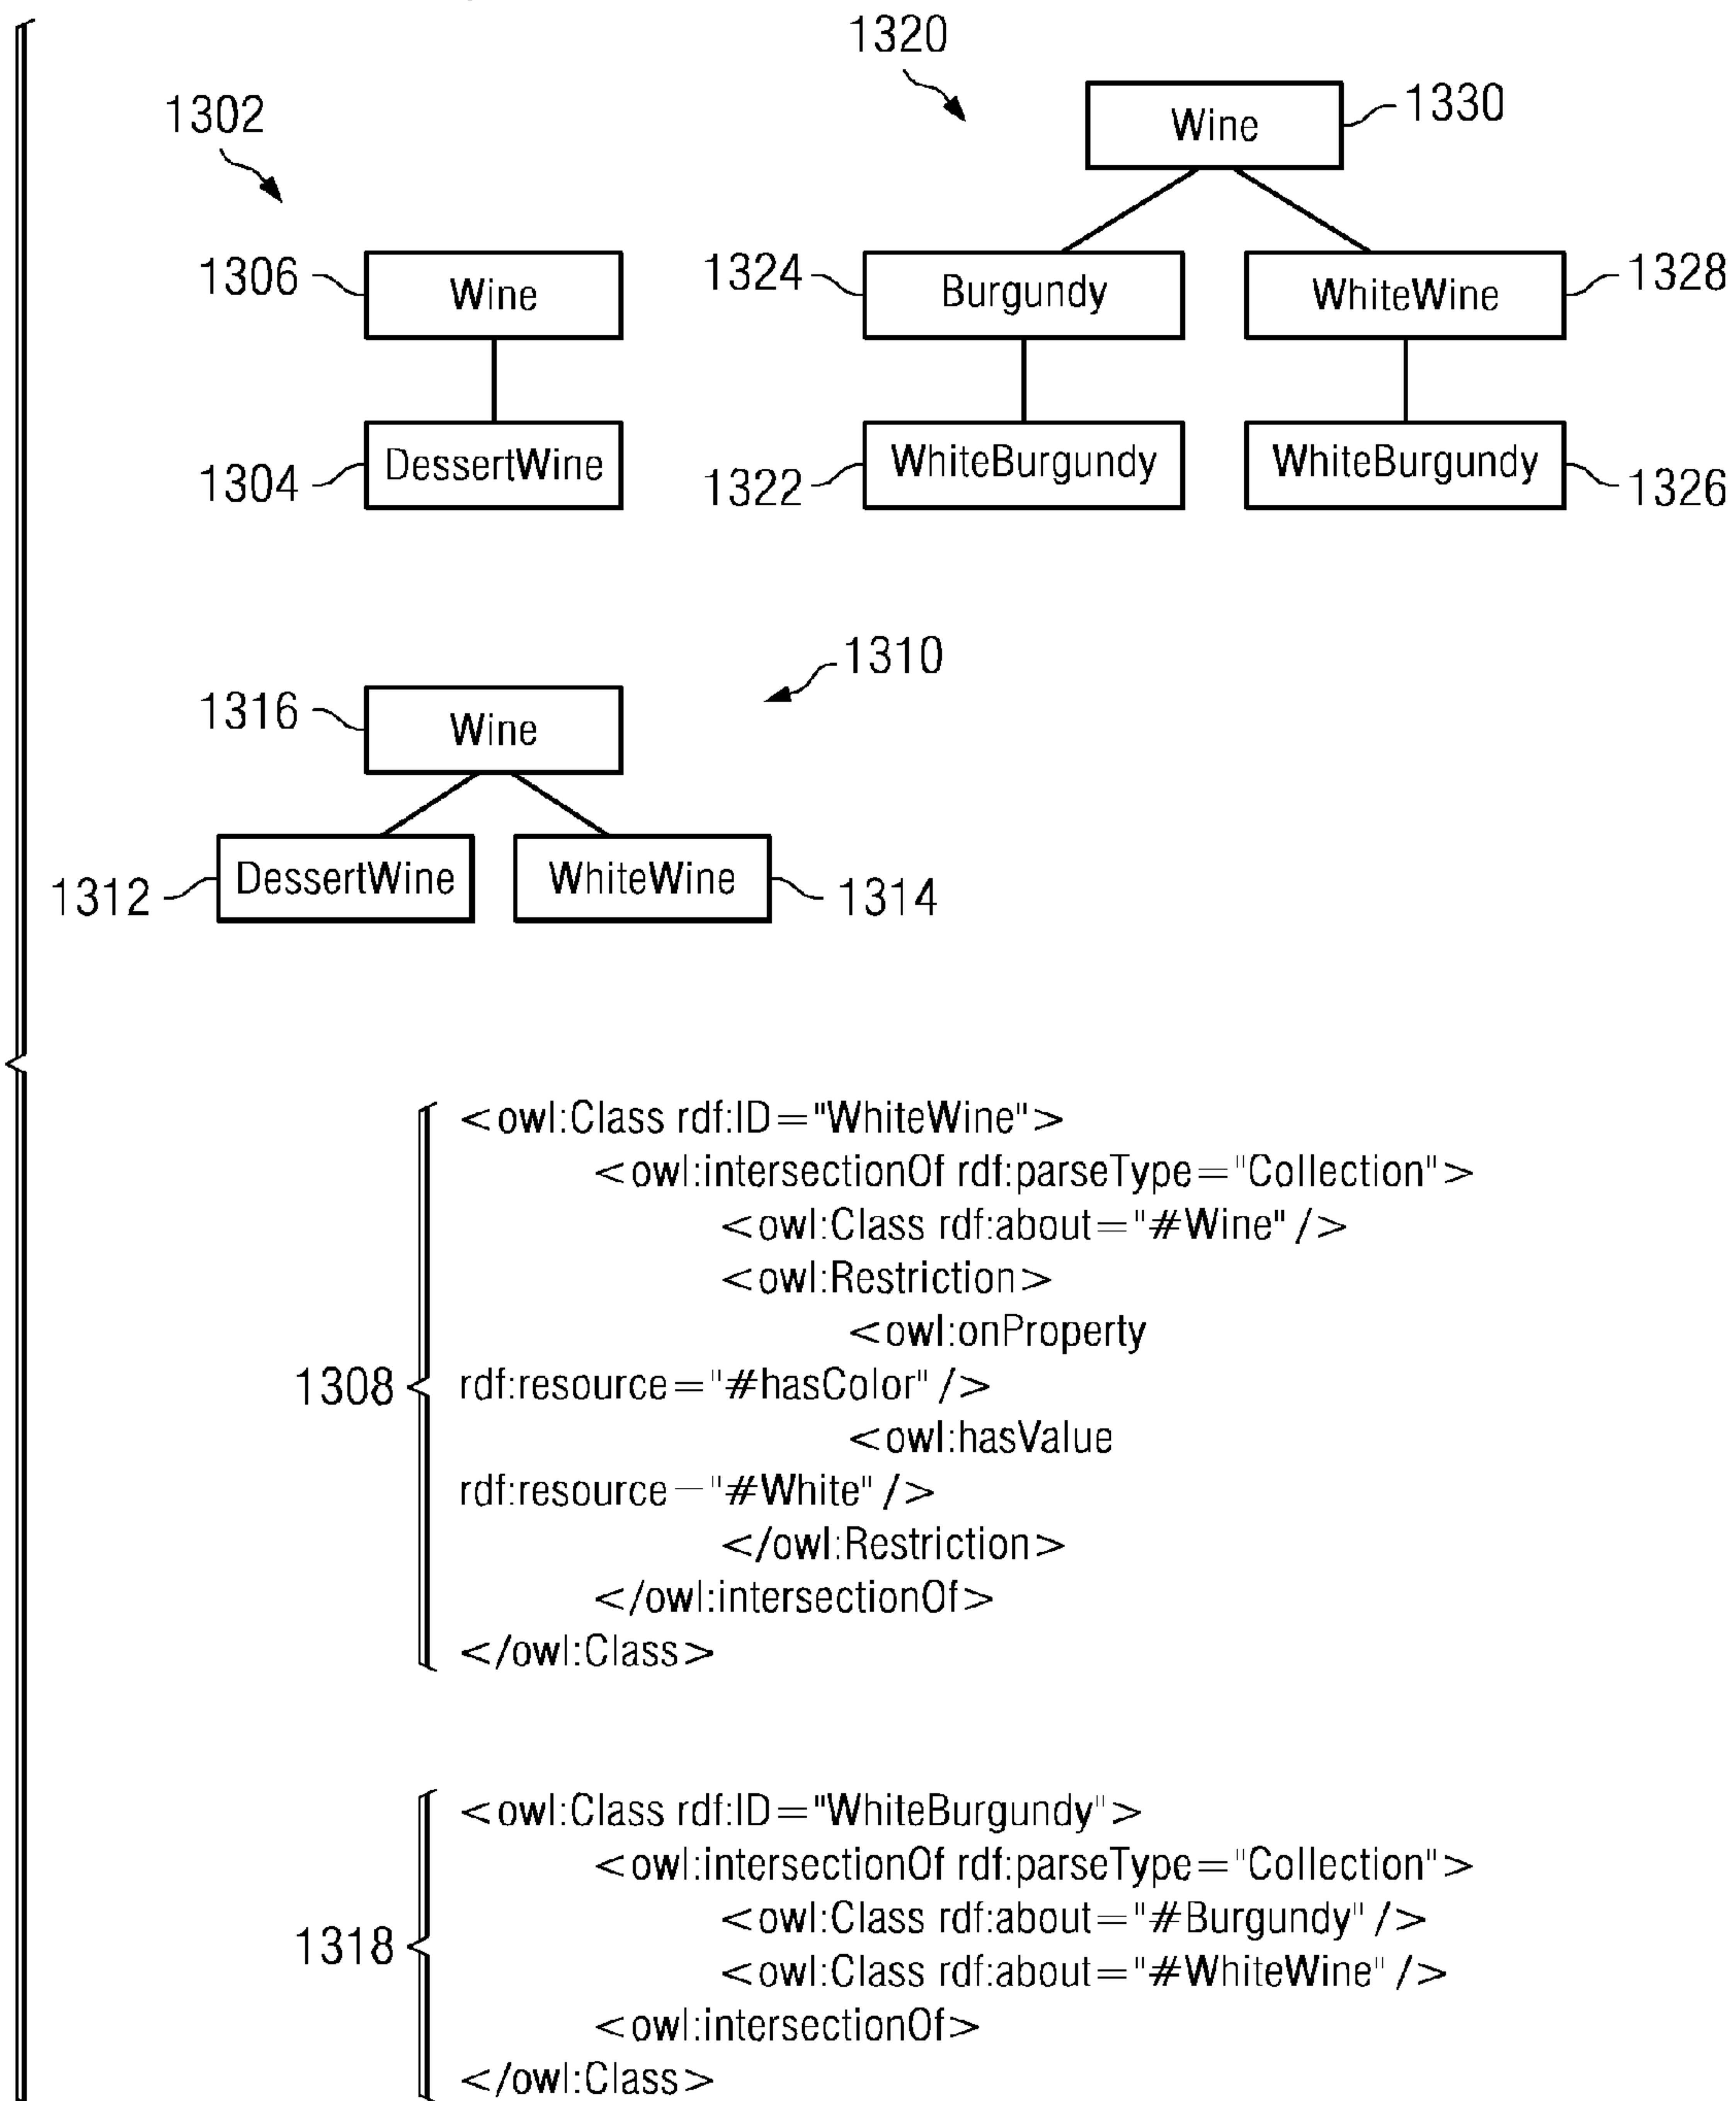 1320
1302
Wine
1330
1306
Wine
1324
Burgundy
WhiteWine
1328
1304
DessertWine
1322
WhiteBurgundy
WhiteBurgundy
1326
1310
1316
Wine
1312
DessertWine
WhiteWine
1314
<owl:Class rdf:ID="WhiteWine">
<owl:intersectionOf rdf:parseType="Collection">
<owl:Class rdf:about="#Wine" />
<owl:Restriction>
<owl:onProperty
1308
rdf:resource="#hasColor" />
<owl:hasValue
rdf:resource="#White" />
</owl:Restriction>
</owl:intersectionOf>
</owl:Class>
<owl:Class rdf:ID="WhiteBurgundy">
<owl:intersectionOf rdf:parseType="Collection">
<owl:Class rdf:about="#Burgundy" />
1318
<owl:Class rdf:about="#WhiteWine" />
<owl:intersectionOf>
</owl:Class>